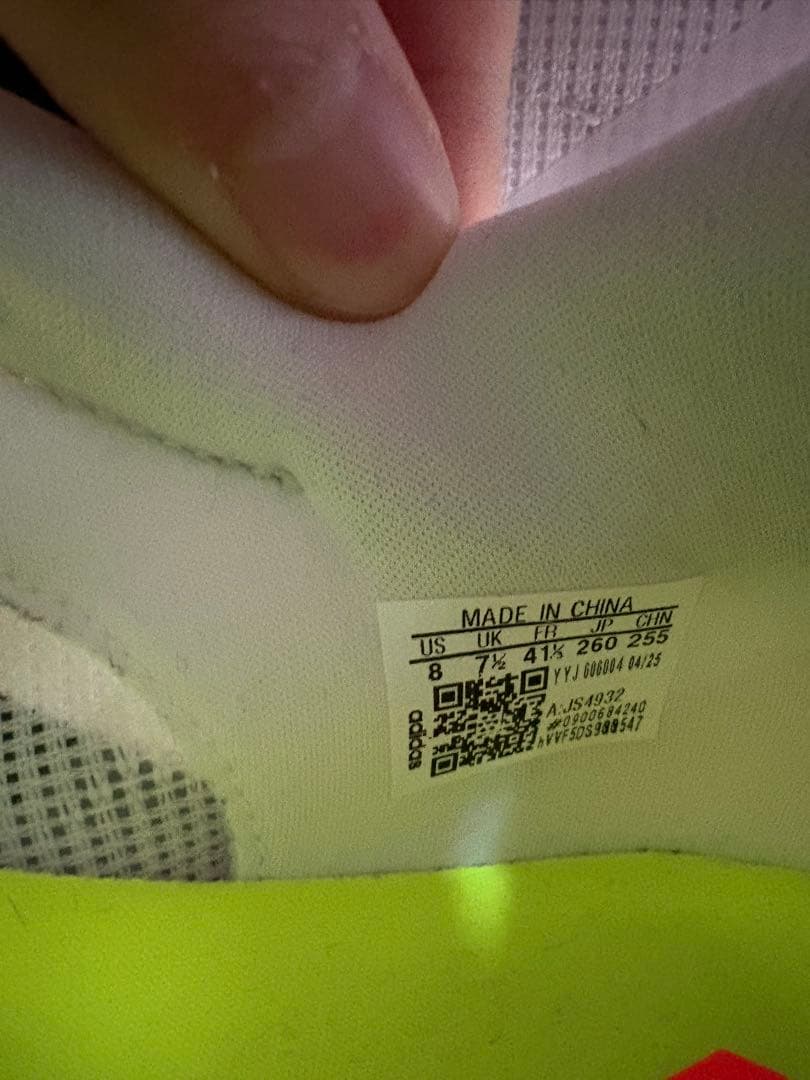 MADE IN CHINA
US UK FR JP CHN
8 7½ 41⅓ 260 255
YYJ 606004 04/25
A:JS4932
#0900684240
adidas